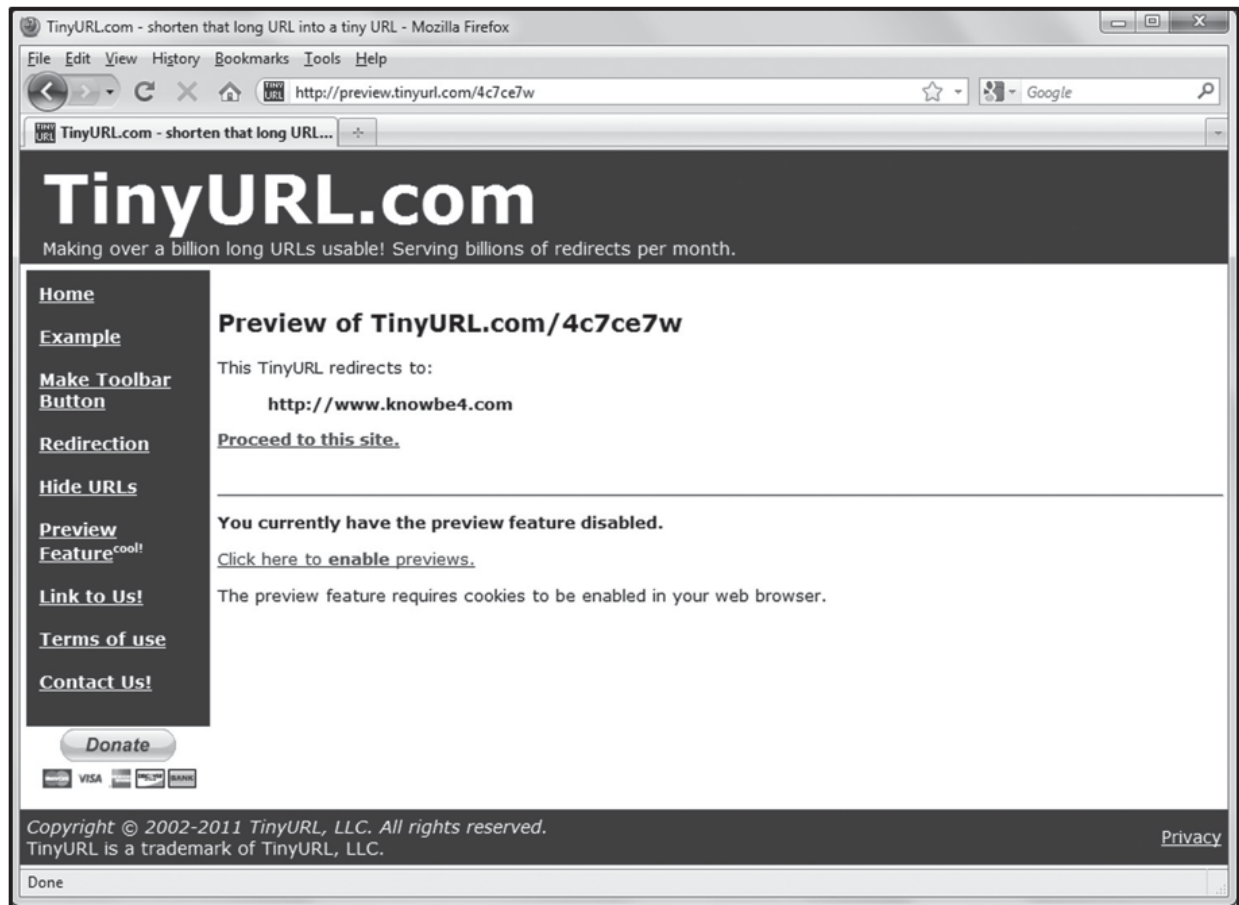 TinyURL.com - shorten that long URL into a tiny URL - Mozilla Firefox
File Edit View History Bookmarks Tools Help
TINY URL http://preview.tinyurl.com/4c7ce7w Google
TINY URL TinyURL.com - shorten that long URL...
TinyURL.com
Making over a billion long URLs usable! Serving billions of redirects per month.
Home
Example
Make Toolbar
Button
Redirection
Hide URLs
Preview
Feature cool!
Link to Us!
Terms of use
Contact Us!
Donate
VISA BANK
Preview of TinyURL.com/4c7ce7w
This TinyURL redirects to:
http://www.knowbe4.com
Proceed to this site.
You currently have the preview feature disabled.
Click here to enable previews.
The preview feature requires cookies to be enabled in your web browser.
Copyright © 2002-2011 TinyURL, LLC. All rights reserved.
TinyURL is a trademark of TinyURL, LLC.
Privacy
Done